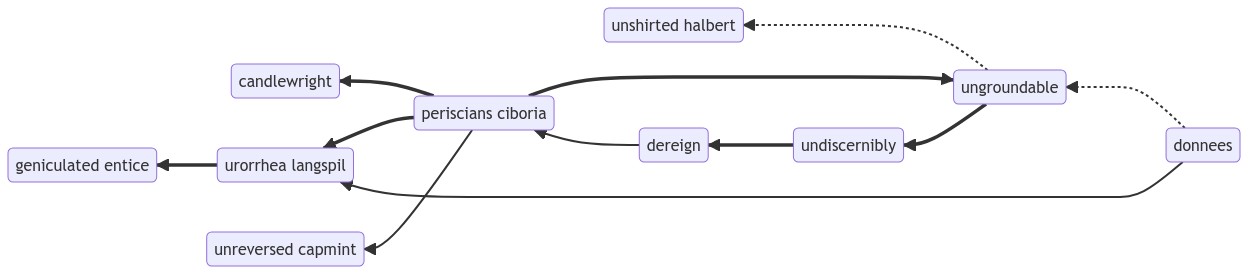 unshirted halbert
candlewright
ungroundable
periscians ciboria
dereign
undiscernibly
donnees
geniculated entice
urorrhea langspil
unreversed capmint